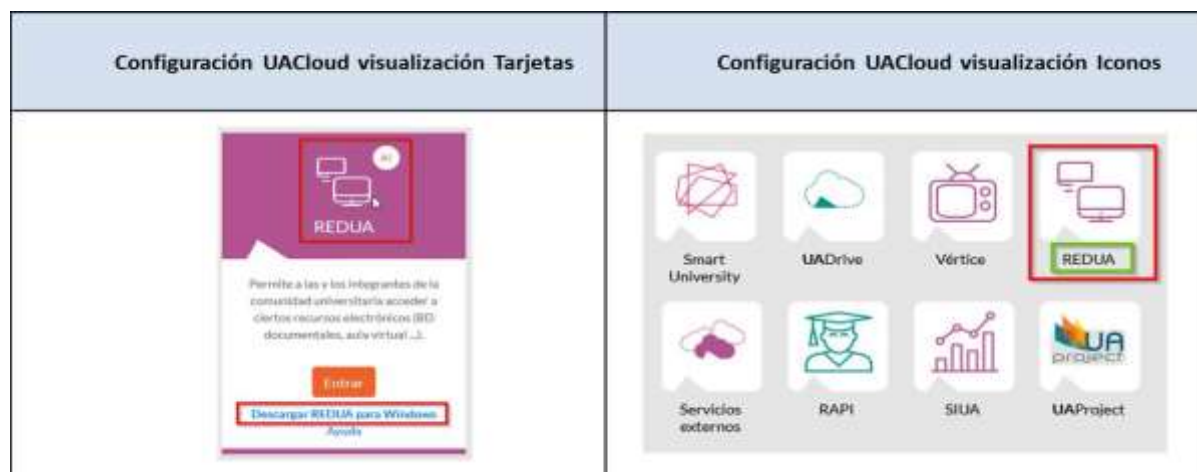 Configuración UACloud visualización Tarjetas
Configuración UACloud visualización Iconos
REDUA
Permite a las y los integrantes de la
comunidad universitaria acceder a
ciertos recursos electrónicos (BD
documentales, aula virtual ...).
Entrar
Descargar REDUA para Windows
Ayuda
Smart
University
UADrive
Vértice
REDUA
Servicios
externos
RAPI
SIUA
UAProject
UA
project